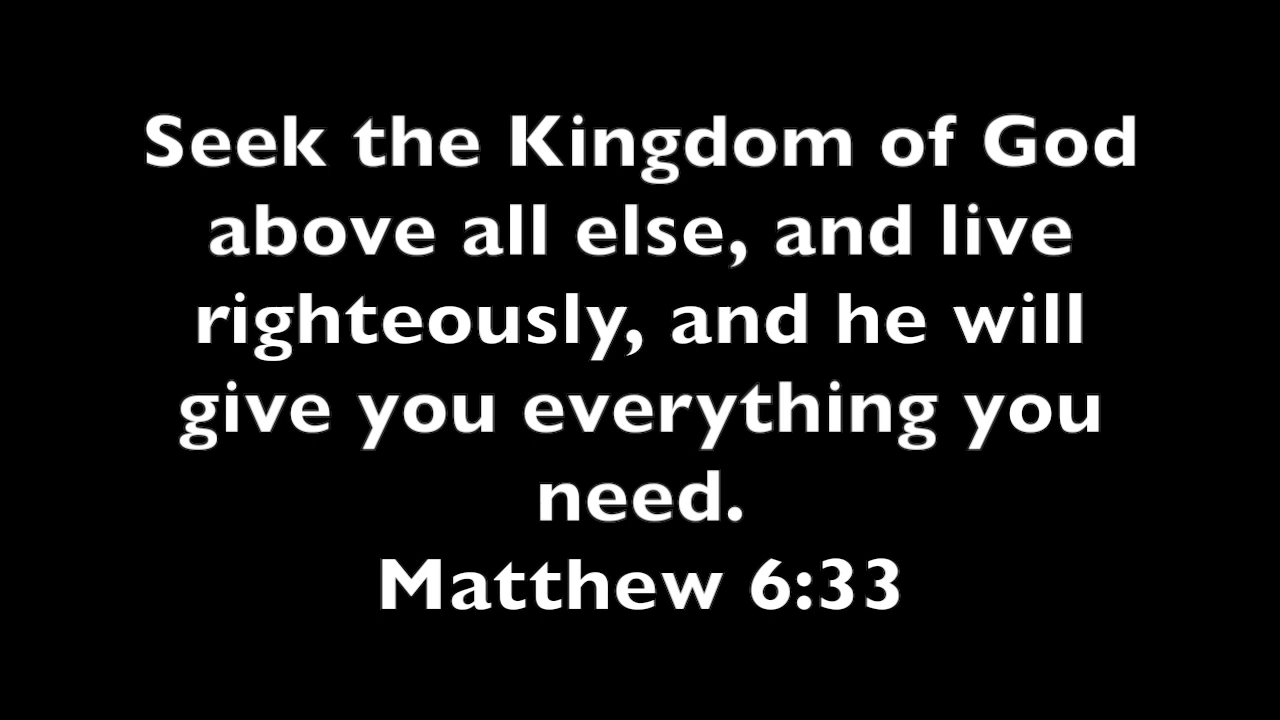 Seek the Kingdom of God
above all else, and live
righteously, and he will
give you everything you
need.
Matthew 6:33